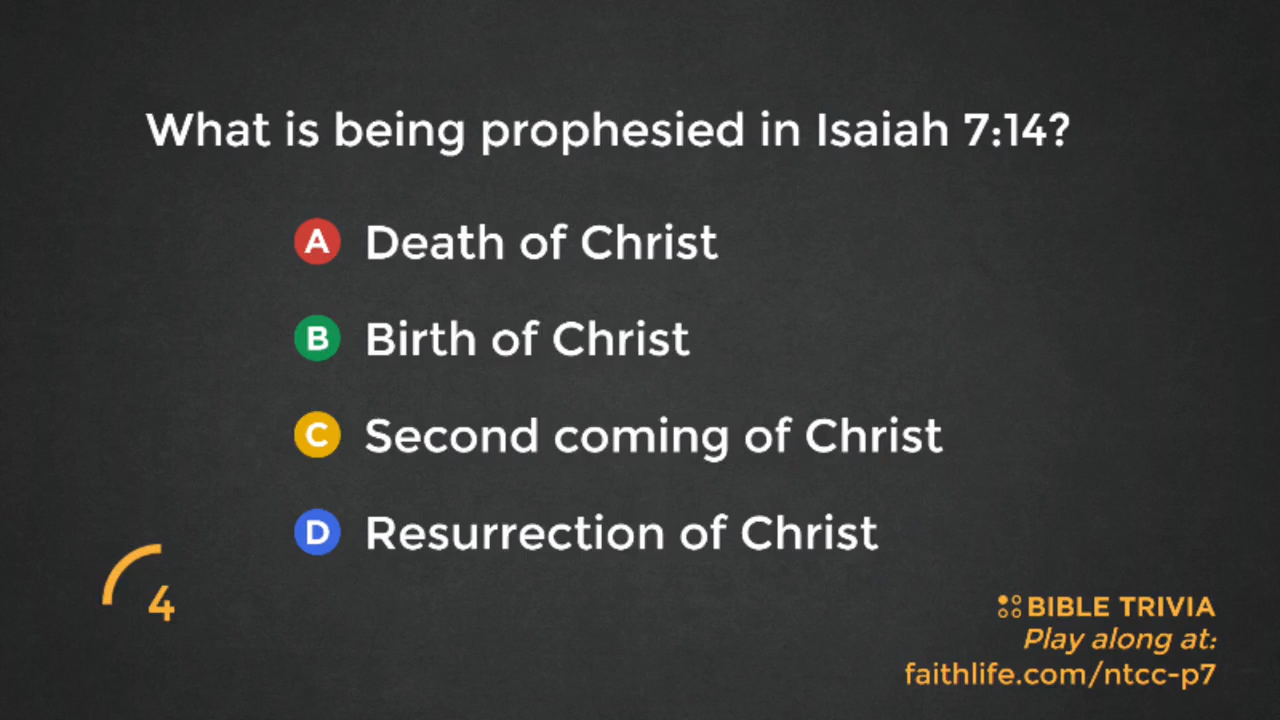 What is being prophesied in Isaiah 7:14?
A Death of Christ
B Birth of Christ
C Second coming of Christ
D Resurrection of Christ
4
BIBLE TRIVIA
Play along at:
faithlife.com/ntcc-p7